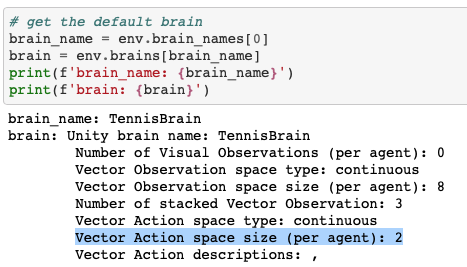 # get the default brain
brain_name = env.brain_names[0]
brain = env.brains[brain_name]
print(f'brain_name: {brain_name}')
print(f'brain: {brain}')
brain_name: TennisBrain
brain: Unity brain name: TennisBrain
        Number of Visual Observations (per agent): 0
        Vector Observation space type: continuous
        Vector Observation space size (per agent): 8
        Number of stacked Vector Observation: 3
        Vector Action space type: continuous
        Vector Action space size (per agent): 2
        Vector Action descriptions: ,